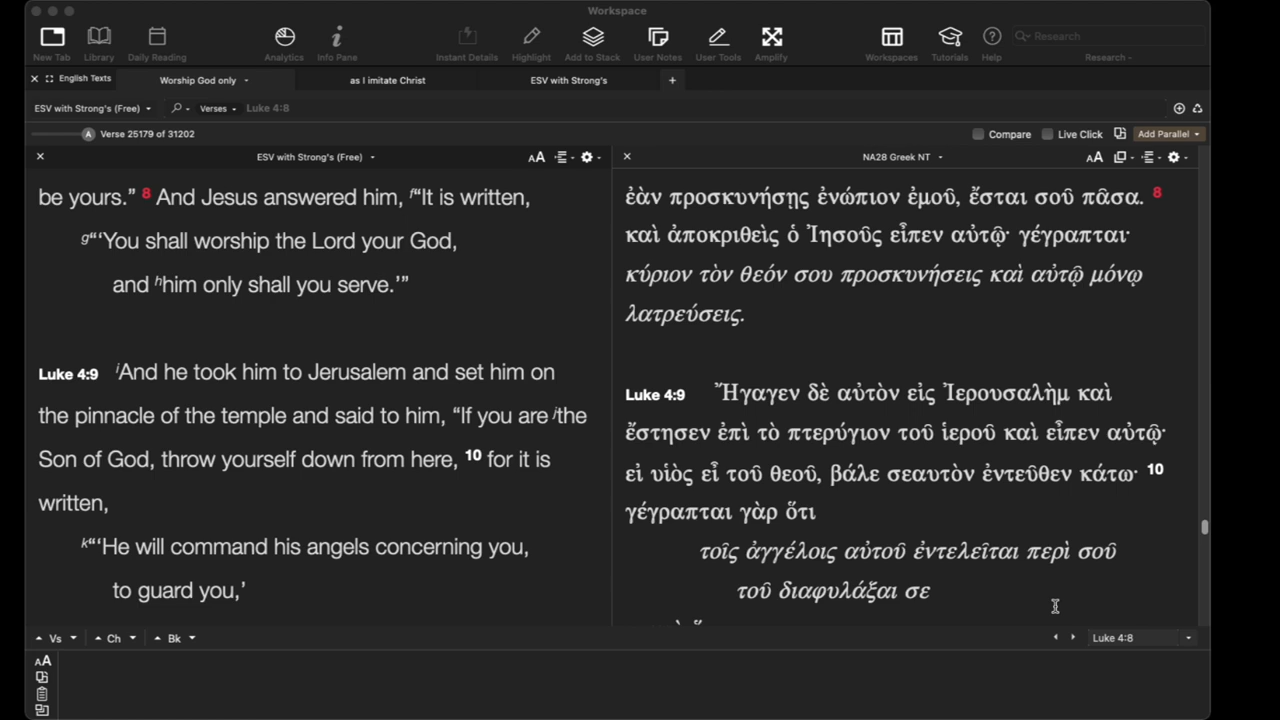 Workspace
New Tab Library Daily Reading Analytics Info Pane Instant Details Highlight Add to Stack User Notes User Tools Amplify Workspaces Tutorials Help Research
Research
English Texts Worship God only as I imitate Christ ESV with Strong's +
ESV with Strong's (Free) Verses Luke 4:8
A Verse 25179 of 31202 Compare Live Click Add Parallel
ESV with Strong's (Free)
be yours.” 8 And Jesus answered him, f“It is written,
g“‘You shall worship the Lord your God,
and hhim only shall you serve.’”
Luke 4:9 iAnd he took him to Jerusalem and set him on
the pinnacle of the temple and said to him, “If you are jthe
Son of God, throw yourself down from here, 10 for it is
written,
k“‘He will command his angels concerning you,
to guard you,’
NA28 Greek NT
ἐὰν προσκυνήσῃς ἐνώπιον ἐμοῦ, ἔσται σοῦ πᾶσα. 8
καὶ ἀποκριθεὶς ὁ Ἰησοῦς εἶπεν αὐτῷ· γέγραπται·
κύριον τὸν θεόν σου προσκυνήσεις καὶ αὐτῷ μόνῳ
λατρεύσεις.
Luke 4:9 Ἤγαγεν δὲ αὐτὸν εἰς Ἰερουσαλὴμ καὶ
ἔστησεν ἐπὶ τὸ πτερύγιον τοῦ ἱεροῦ καὶ εἶπεν αὐτῷ·
εἰ υἱὸς εἶ τοῦ θεοῦ, βάλε σεαυτὸν ἐντεῦθεν κάτω· 10
γέγραπται γὰρ ὅτι
τοῖς ἀγγέλοις αὐτοῦ ἐντελεῖται περὶ σοῦ
τοῦ διαφυλάξαι σε
Vs Ch Bk Luke 4:8
AA